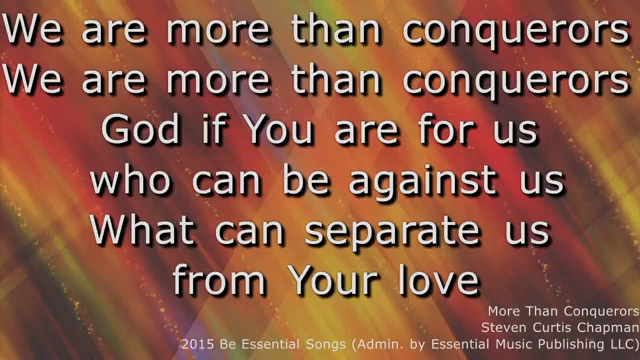 We are more than conquerors
We are more than conquerors
God if You are for us
who can be against us
What can separate us
from Your love
More Than Conquerors
Steven Curtis Chapman
2015 Be Essential Songs (Admin. by Essential Music Publishing LLC)